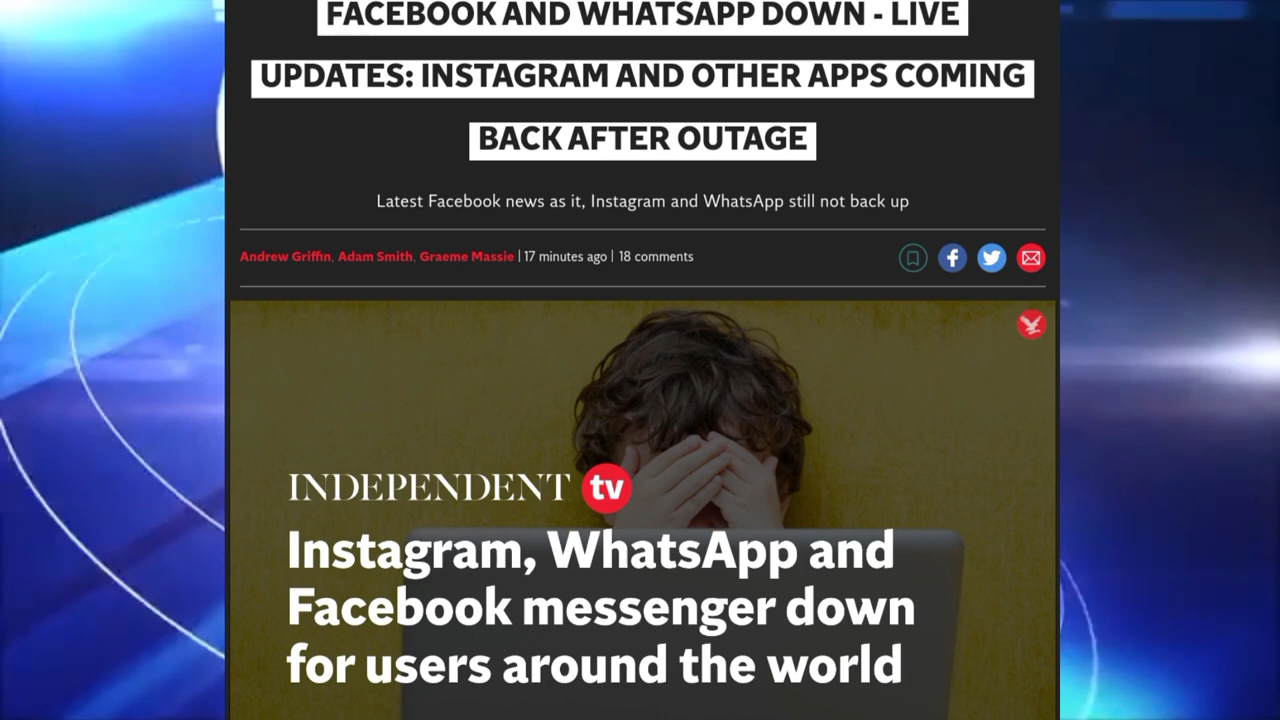 FACEBOOK AND WHATSAPP DOWN - LIVE
UPDATES: INSTAGRAM AND OTHER APPS COMING
BACK AFTER OUTAGE
Latest Facebook news as it, Instagram and WhatsApp still not back up
Andrew Griffin, Adam Smith, Graeme Massie | 17 minutes ago | 18 comments
INDEPENDENT tv
Instagram, WhatsApp and
Facebook messenger down
for users around the world